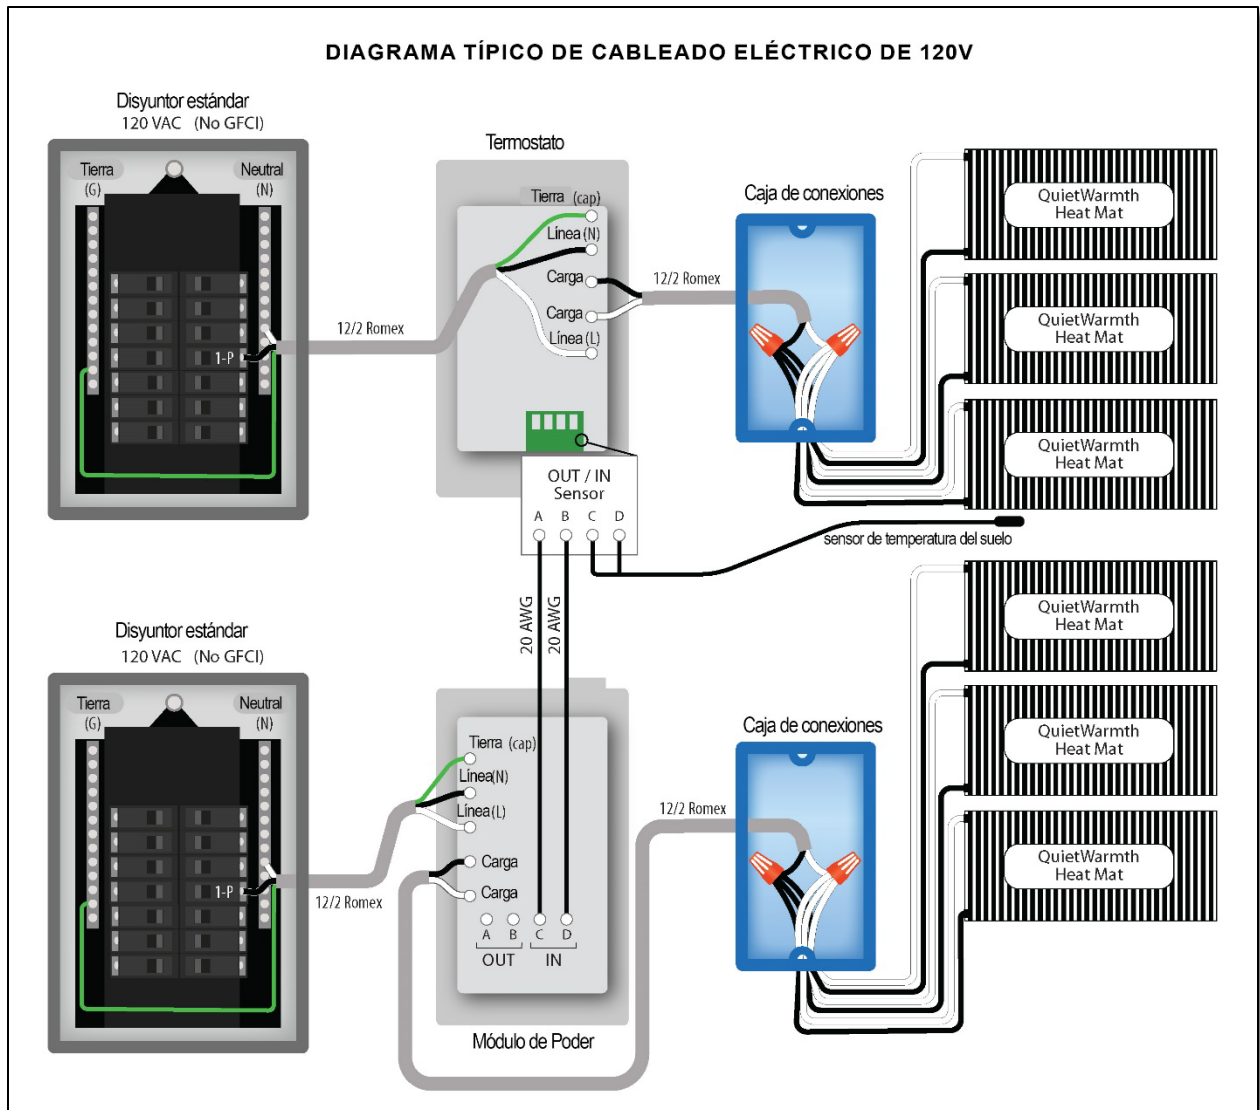 DIAGRAMA TÍPICO DE CABLEADO ELÉCTRICO DE 120V
Disyuntor estándar
120 VAC (No GFCI)
Tierra
(G)
Neutral
(N)
1-P
12/2 Romex
Termostato
Tierra (cap)
Línea (N)
Carga
Carga
Línea (L)
12/2 Romex
OUT / IN
Sensor
A B C D
Caja de conexiones
QuietWarmth
Heat Mat
QuietWarmth
Heat Mat
QuietWarmth
Heat Mat
sensor de temperatura del suelo
20 AWG
20 AWG
Disyuntor estándar
120 VAC (No GFCI)
Tierra
(G)
Neutral
(N)
1-P
12/2 Romex
Tierra (cap)
Línea(N)
Línea(L)
Carga
Carga
A B C D
OUT IN
Módulo de Poder
12/2 Romex
Caja de conexiones
QuietWarmth
Heat Mat
QuietWarmth
Heat Mat
QuietWarmth
Heat Mat